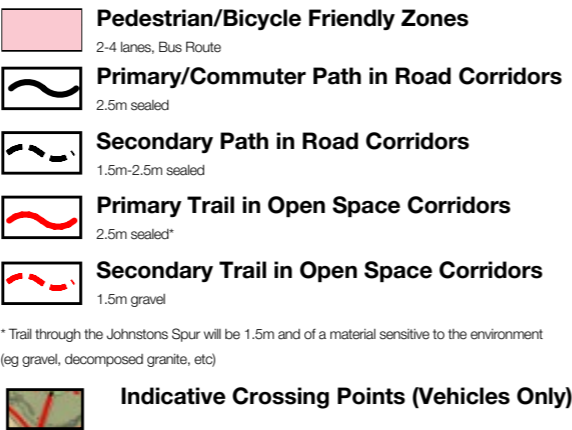 Pedestrian/Bicycle Friendly Zones
2-4 lanes, Bus Route
Primary/Commuter Path in Road Corridors
2.5m sealed
Secondary Path in Road Corridors
1.5m-2.5m sealed
Primary Trail in Open Space Corridors
2.5m sealed*
Secondary Trail in Open Space Corridors
1.5m gravel
* Trail through the Johnstons Spur will be 1.5m and of a material sensitive to the environment
(eg gravel, decomposed granite, etc)
Indicative Crossing Points (Vehicles Only)